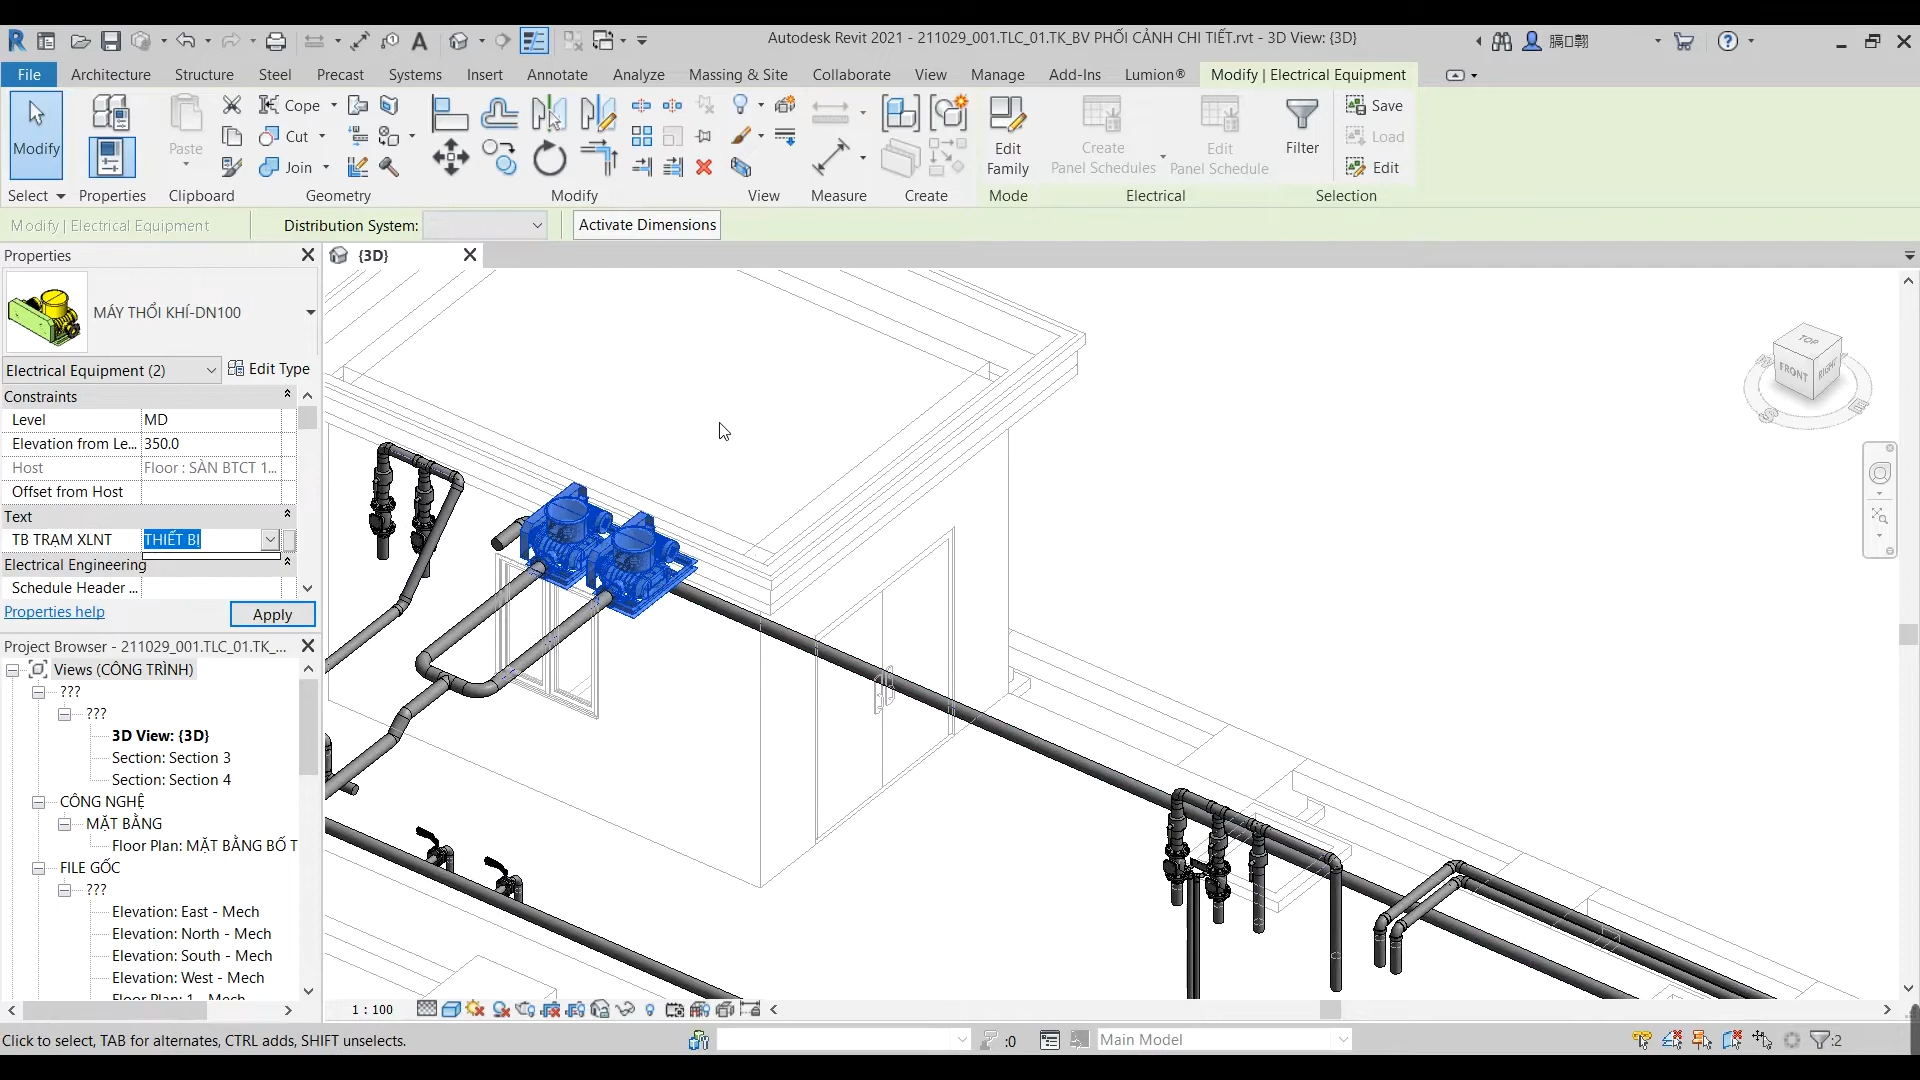 Autodesk Revit 2021 - 211029_001.TLC_01.TK_BV PHỐI CẢNH CHI TIẾT.rvt - 3D View: {3D}
File Architecture Structure Steel Precast Systems Insert Annotate Analyze Massing & Site Collaborate View Manage Add-Ins Lumion® Modify | Electrical Equipment
Modify
Paste
Cope
Cut
Join
Edit
Family
Create
Panel Schedules
Edit
Panel Schedule
Filter
Save
Load
Edit
Select Properties Clipboard Geometry Modify View Measure Create Mode Electrical Selection
Modify | Electrical Equipment Distribution System: Activate Dimensions
Properties
{3D}
MÁY THỔI KHÍ-DN100
Electrical Equipment (2) Edit Type
Constraints
Level MD
Elevation from Le... 350.0
Host Floor : SÀN BTCT 1...
Offset from Host
Text
TB TRẠM XLNT THIẾT BỊ
Electrical Engineering
Schedule Header ...
Properties help Apply
Project Browser - 211029_001.TLC_01.TK_...
Views (CÔNG TRÌNH)
???
???
3D View: {3D}
Section: Section 3
Section: Section 4
CÔNG NGHỆ
MẶT BẰNG
Floor Plan: MẶT BẰNG BỐ T
FILE GỐC
???
Elevation: East - Mech
Elevation: North - Mech
Elevation: South - Mech
Elevation: West - Mech
Floor Plan: 1 - Mech
TOP
FRONT RIGHT
1 : 100
Click to select, TAB for alternates, CTRL adds, SHIFT unselects. :0 Main Model :2